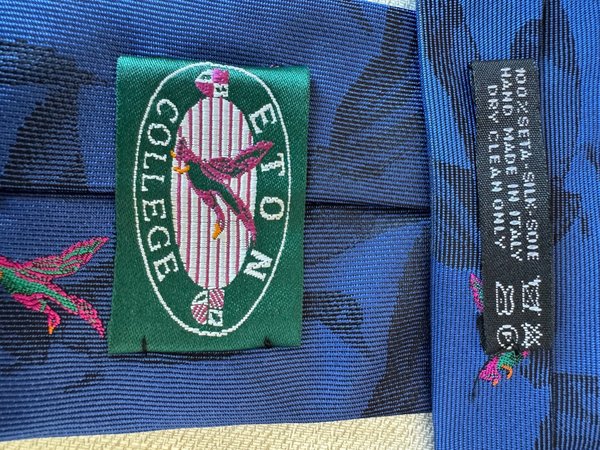 ETON
COLLEGE
100% SETA-SILK-SOIE
HAND MADE IN ITALY
DRY CLEAN ONLY